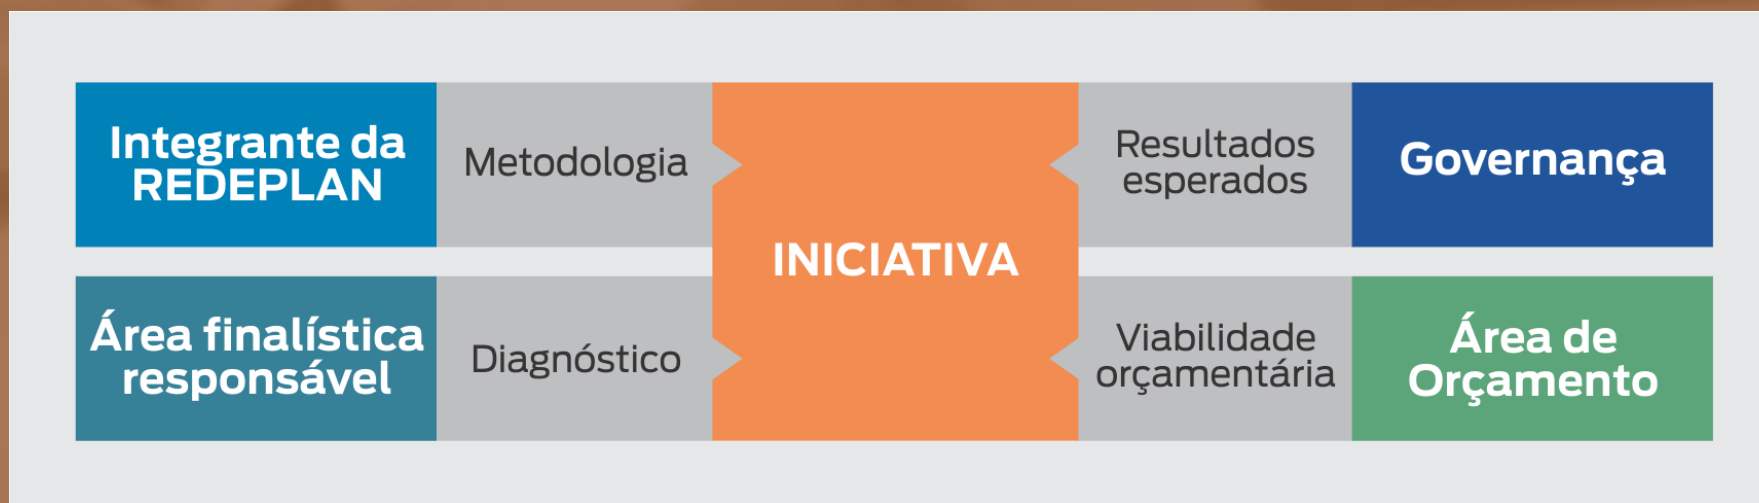 Integrante da
REDEPLAN
Metodologia
INICIATIVA
Resultados
esperados
Governança
Área finalística
responsável
Diagnóstico
Viabilidade
orçamentária
Área de
Orçamento